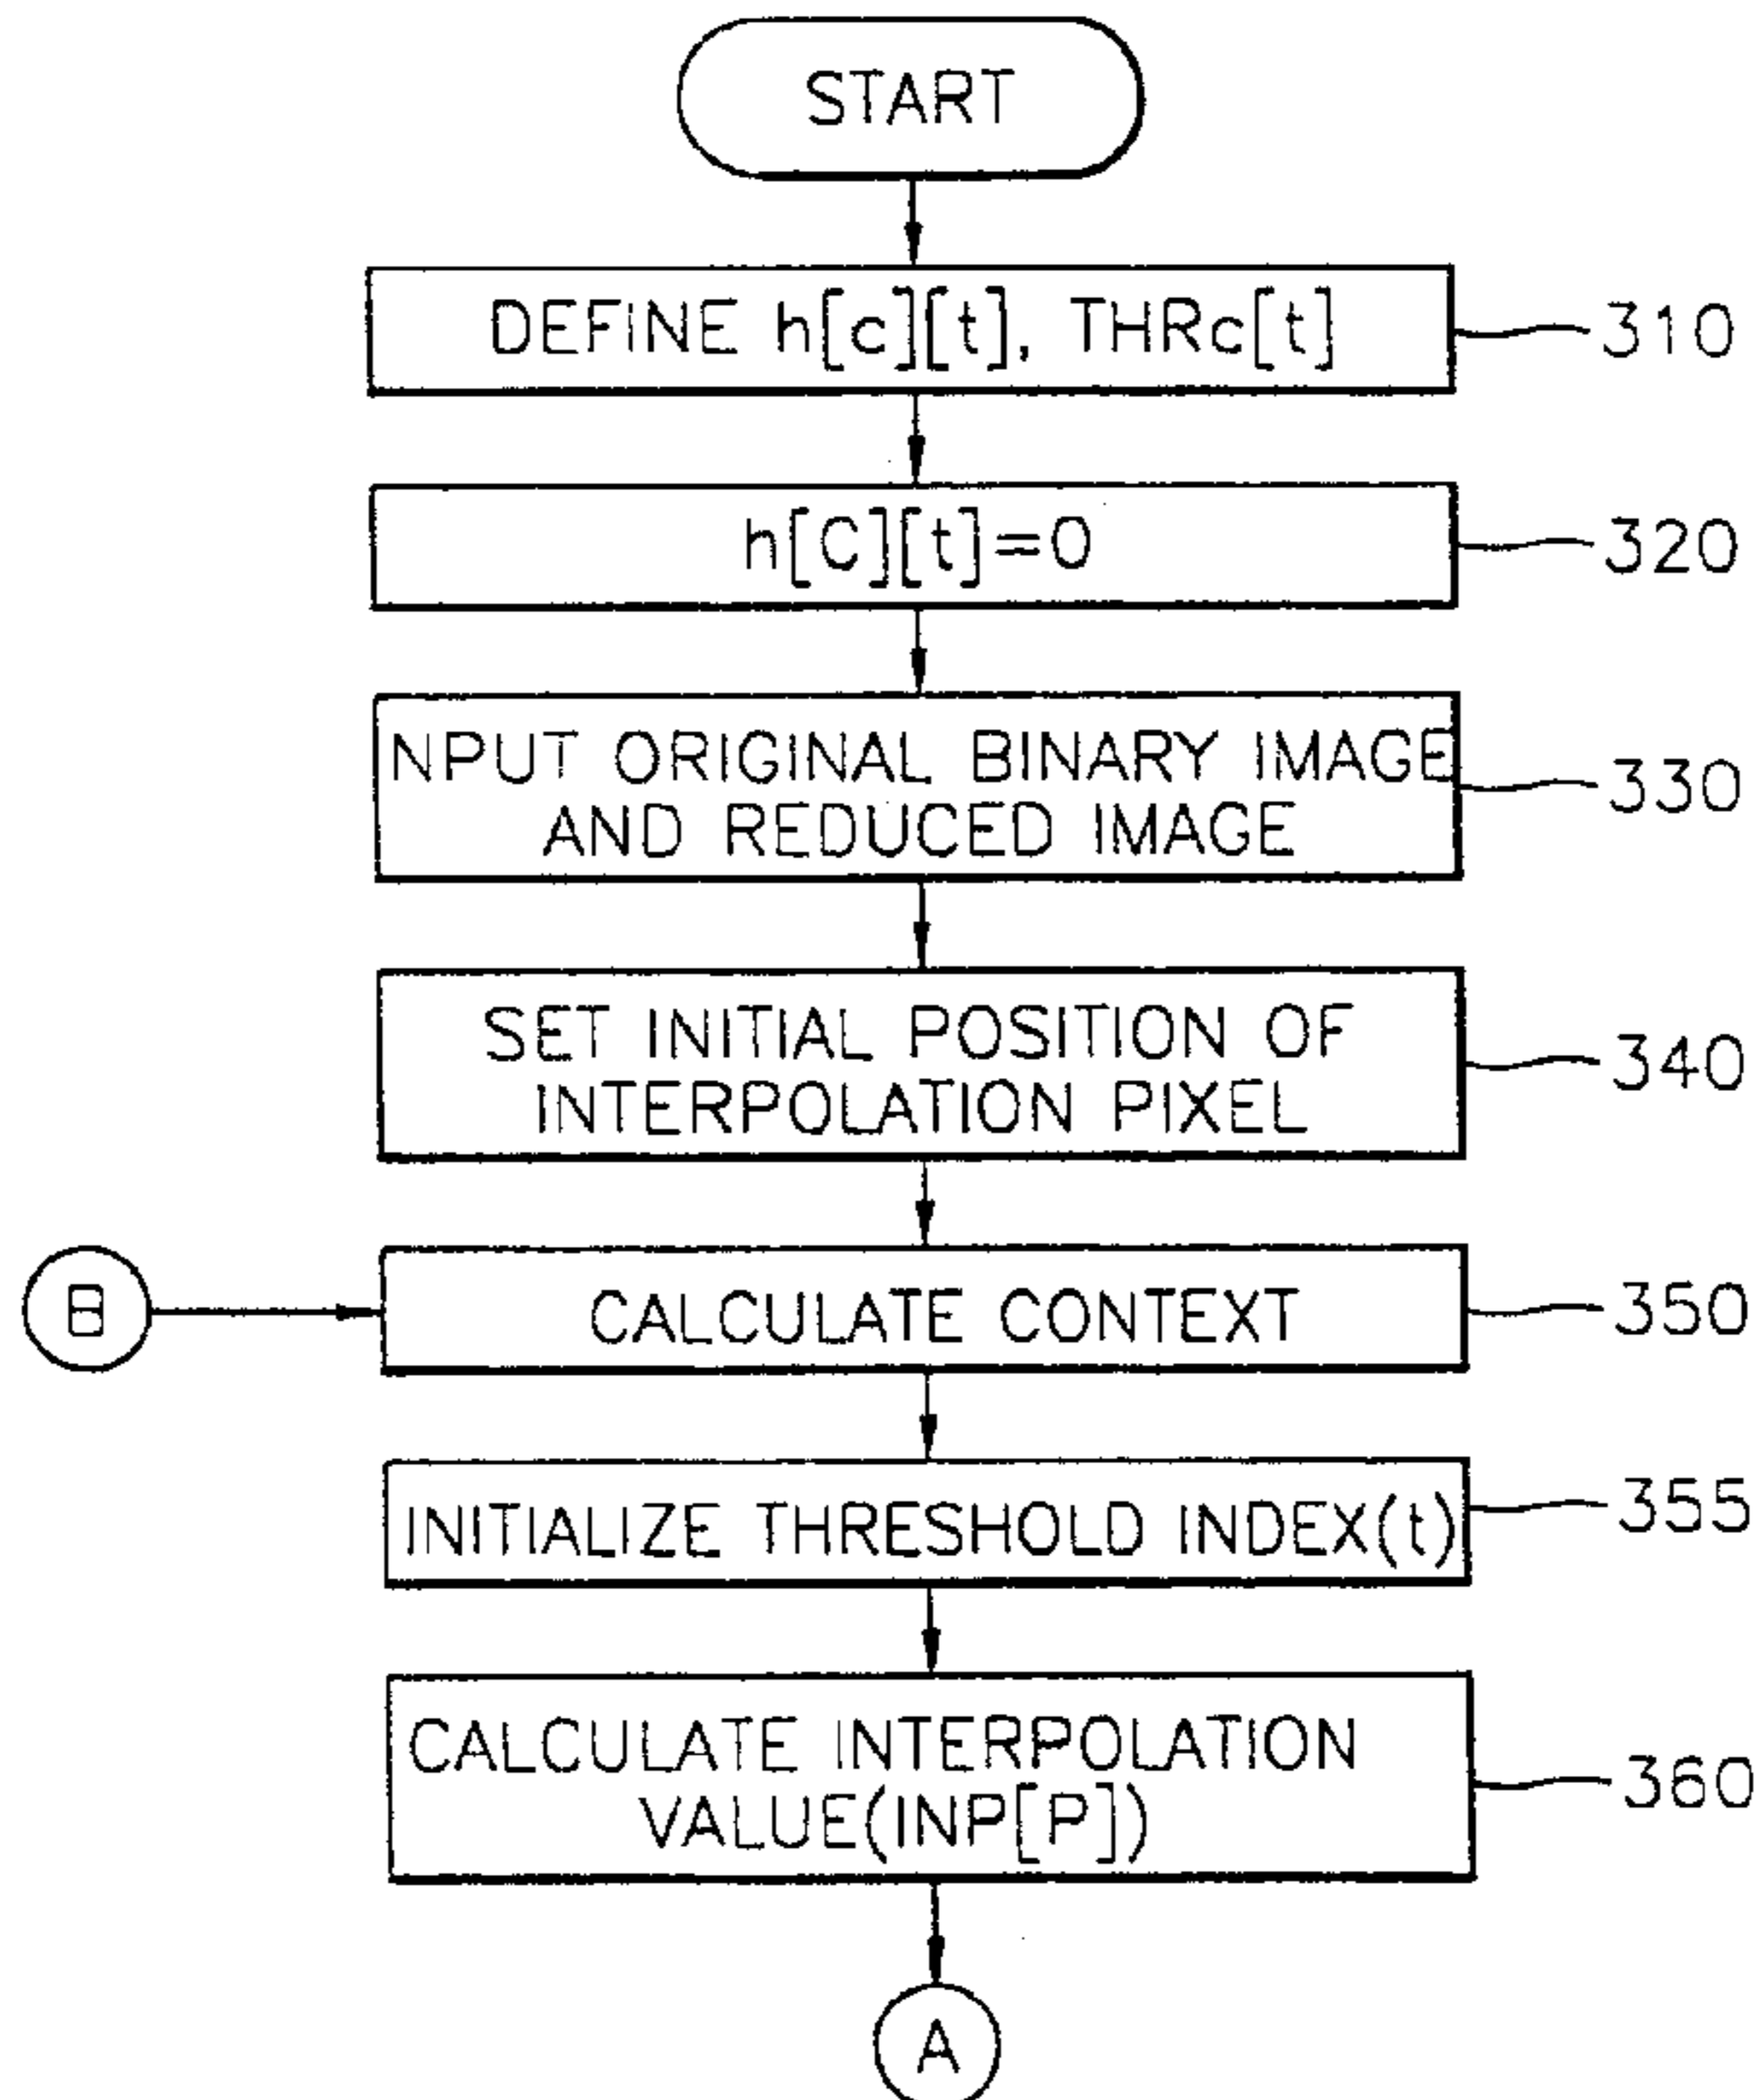 START
DEFINE h[c][t], THRc[t]
310
h[C][t]=0
320
NPUT ORIGINAL BINARY IMAGE
AND REDUCED IMAGE
330
SET INITIAL POSITION OF
INTERPOLATION PIXEL
340
B
CALCULATE CONTEXT
350
INITIALIZE THRESHOLD INDEX(t)
355
CALCULATE INTERPOLATION
VALUE(INP[P])
360
A